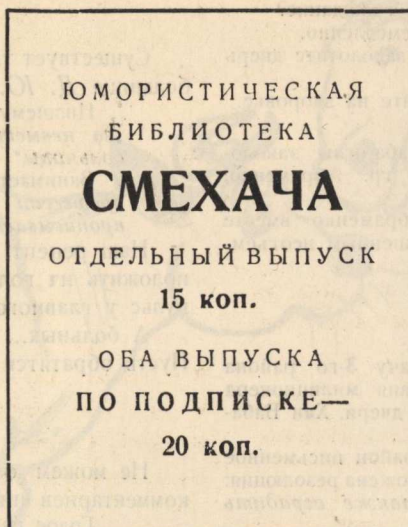 ЮМОРИСТИЧЕСКАЯ
БИБЛИОТЕКА
СМЕХАЧА
ОТДЕЛЬНЫЙ ВЫПУСК
15 коп.
ОБА ВЫПУСКА
ПО ПОДПИСКЕ—
20 коп.